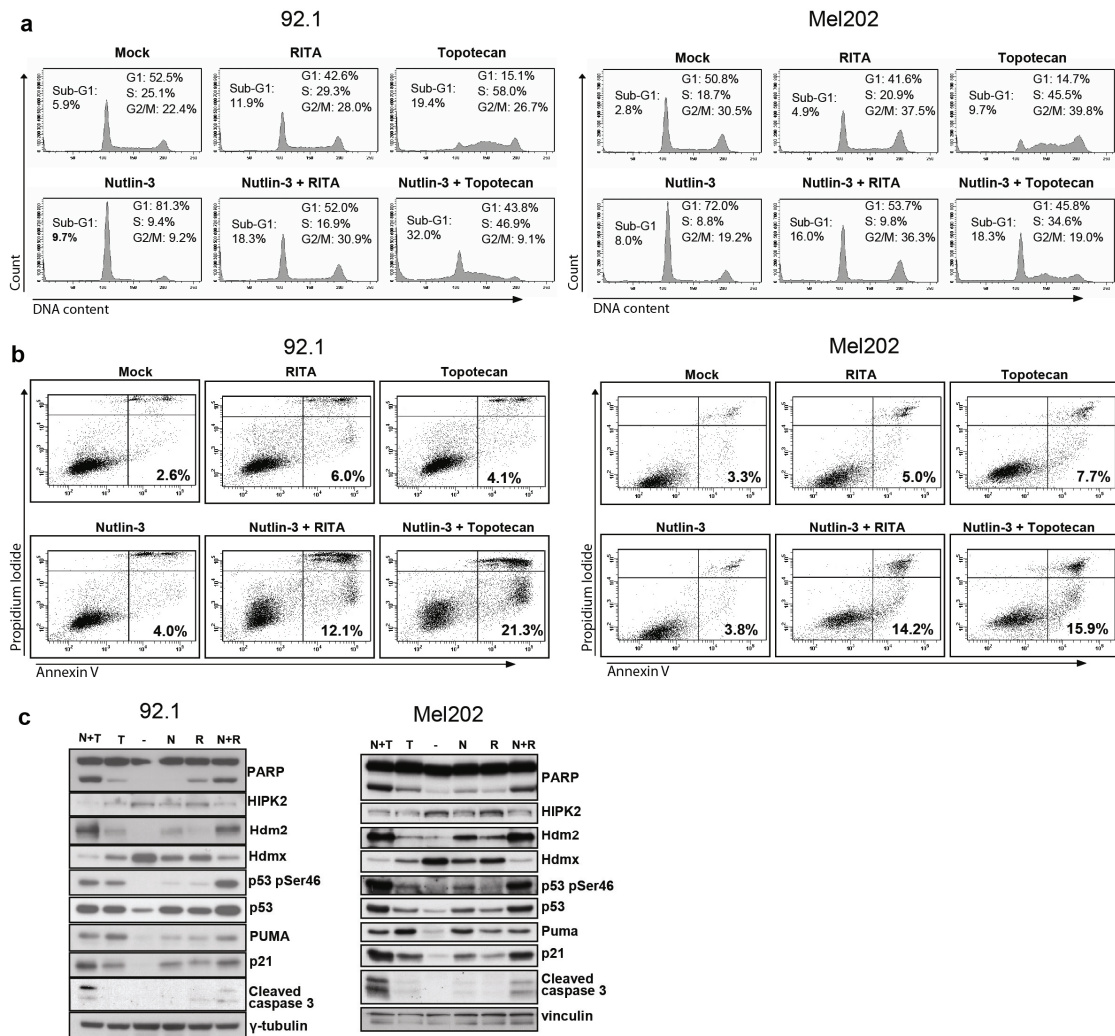 a
92.1
Mel202
Mock
RITA
Topotecan
Mock
RITA
Topotecan
Sub-G1:
5.9%
G1: 52.5%
S: 25.1%
G2/M: 22.4%
Sub-G1:
11.9%
G1: 42.6%
S: 29.3%
G2/M: 28.0%
Sub-G1:
19.4%
G1: 15.1%
S: 58.0%
G2/M: 26.7%
Sub-G1:
2.8%
G1: 50.8%
S: 18.7%
G2/M: 30.5%
Sub-G1:
4.9%
G1: 41.6%
S: 20.9%
G2/M: 37.5%
Sub-G1:
9.7%
G1: 14.7%
S: 45.5%
G2/M: 39.8%
Nutlin-3
Nutlin-3 + RITA
Nutlin-3 + Topotecan
Nutlin-3
Nutlin-3 + RITA
Nutlin-3 + Topotecan
Sub-G1:
9.7%
G1: 81.3%
S: 9.4%
G2/M: 9.2%
Sub-G1:
18.3%
G1: 52.0%
S: 16.9%
G2/M: 30.9%
Sub-G1:
32.0%
G1: 43.8%
S: 46.9%
G2/M: 9.1%
Sub-G1
8.0%
G1: 72.0%
S: 8.8%
G2/M: 19.2%
Sub-G1:
16.0%
G1: 53.7%
S: 9.8%
G2/M: 36.3%
Sub-G1:
18.3%
G1: 45.8%
S: 34.6%
G2/M: 19.0%
Count
DNA content
Count
DNA content
b
92.1
Mel202
Mock
RITA
Topotecan
Mock
RITA
Topotecan
2.6%
6.0%
4.1%
3.3%
5.0%
7.7%
Nutlin-3
Nutlin-3 + RITA
Nutlin-3 + Topotecan
Nutlin-3
Nutlin-3 + RITA
Nutlin-3 + Topotecan
4.0%
12.1%
21.3%
3.8%
14.2%
15.9%
Propidium Iodide
Annexin V
Propidium Iodide
Annexin V
c
92.1
N+T T - N R N+R
PARP
HIPK2
Hdm2
Hdmx
p53 pSer46
p53
PUMA
p21
Cleaved
caspase 3
γ-tubulin
Mel202
N+T T - N R N+R
PARP
HIPK2
Hdm2
Hdmx
p53 pSer46
p53
Puma
p21
Cleaved
caspase 3
vinculin